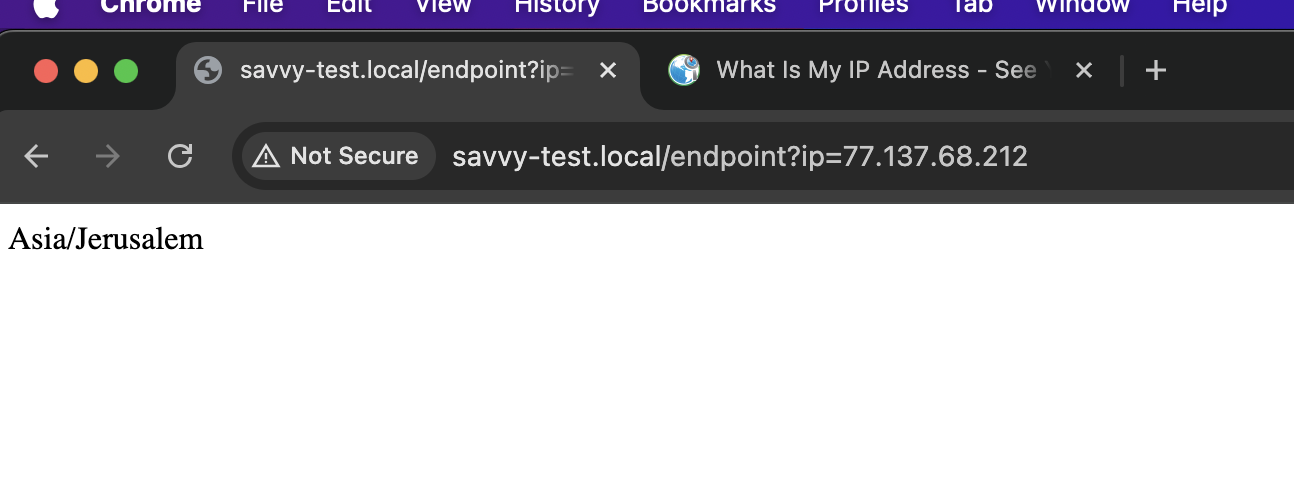 Chrome File Edit View History Bookmarks Profiles Tab Window Help
savvy-test.local/endpoint?ip= What Is My IP Address - See
Not Secure savvy-test.local/endpoint?ip=77.137.68.212
Asia/Jerusalem